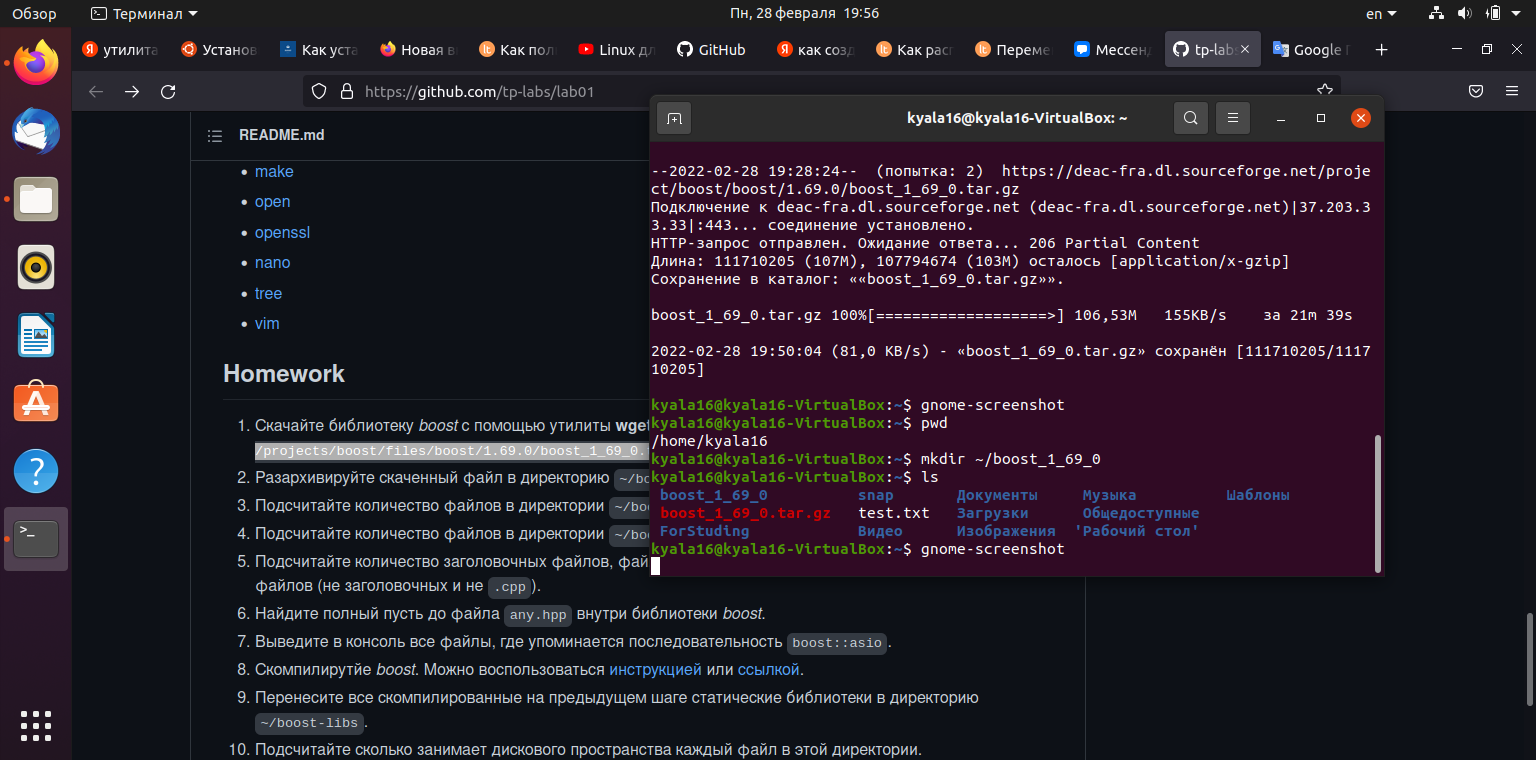 Обзор
Терминал
Пн, 28 февраля 19:56
en
утилита
Установ
Как уста
Новая в
Как пол
Linux дл
GitHub
как созд
Как рас
Переме
Мессенд
tp-labs
Google П
https://github.com/tp-labs/lab01
README.md
make
open
openssl
nano
tree
vim
Homework
1. Скачайте библиотеку boost с помощью утилиты wget
/projects/boost/files/boost/1.69.0/boost_1_69_0.
2. Разархивируйте скаченный файл в директорию ~/bo
3. Подсчитайте количество файлов в директории ~/boo
4. Подсчитайте количество файлов в директории ~/boo
5. Подсчитайте количество заголовочных файлов, фай
файлов (не заголовочных и не .cpp).
6. Найдите полный пусть до файла any.hpp внутри библиотеки boost.
7. Выведите в консоль все файлы, где упоминается последовательность boost::asio.
8. Скомпилирутйе boost. Можно воспользоваться инструкцией или ссылкой.
9. Перенесите все скомпилированные на предыдущем шаге статические библиотеки в директорию
~/boost-libs.
10. Подсчитайте сколько занимает дискового пространства каждый файл в этой директории.
kyala16@kyala16-VirtualBox: ~
--2022-02-28 19:28:24-- (попытка: 2) https://deac-fra.dl.sourceforge.net/proje
ct/boost/boost/1.69.0/boost_1_69_0.tar.gz
Подключение к deac-fra.dl.sourceforge.net (deac-fra.dl.sourceforge.net)|37.203.3
3.33|:443... соединение установлено.
HTTP-запрос отправлен. Ожидание ответа... 206 Partial Content
Длина: 111710205 (107M), 107794674 (103M) осталось [application/x-gzip]
Сохранение в каталог: ««boost_1_69_0.tar.gz»».
boost_1_69_0.tar.gz 100%[===================>] 106,53M 155KB/s за 21m 39s
2022-02-28 19:50:04 (81,0 KB/s) - «boost_1_69_0.tar.gz» сохранён [111710205/1117
10205]
kyala16@kyala16-VirtualBox:~$ gnome-screenshot
kyala16@kyala16-VirtualBox:~$ pwd
/home/kyala16
kyala16@kyala16-VirtualBox:~$ mkdir ~/boost_1_69_0
kyala16@kyala16-VirtualBox:~$ ls
boost_1_69_0 snap Документы Музыка Шаблоны
boost_1_69_0.tar.gz test.txt Загрузки Общедоступные
ForStuding Видео Изображения 'Рабочий стол'
kyala16@kyala16-VirtualBox:~$ gnome-screenshot